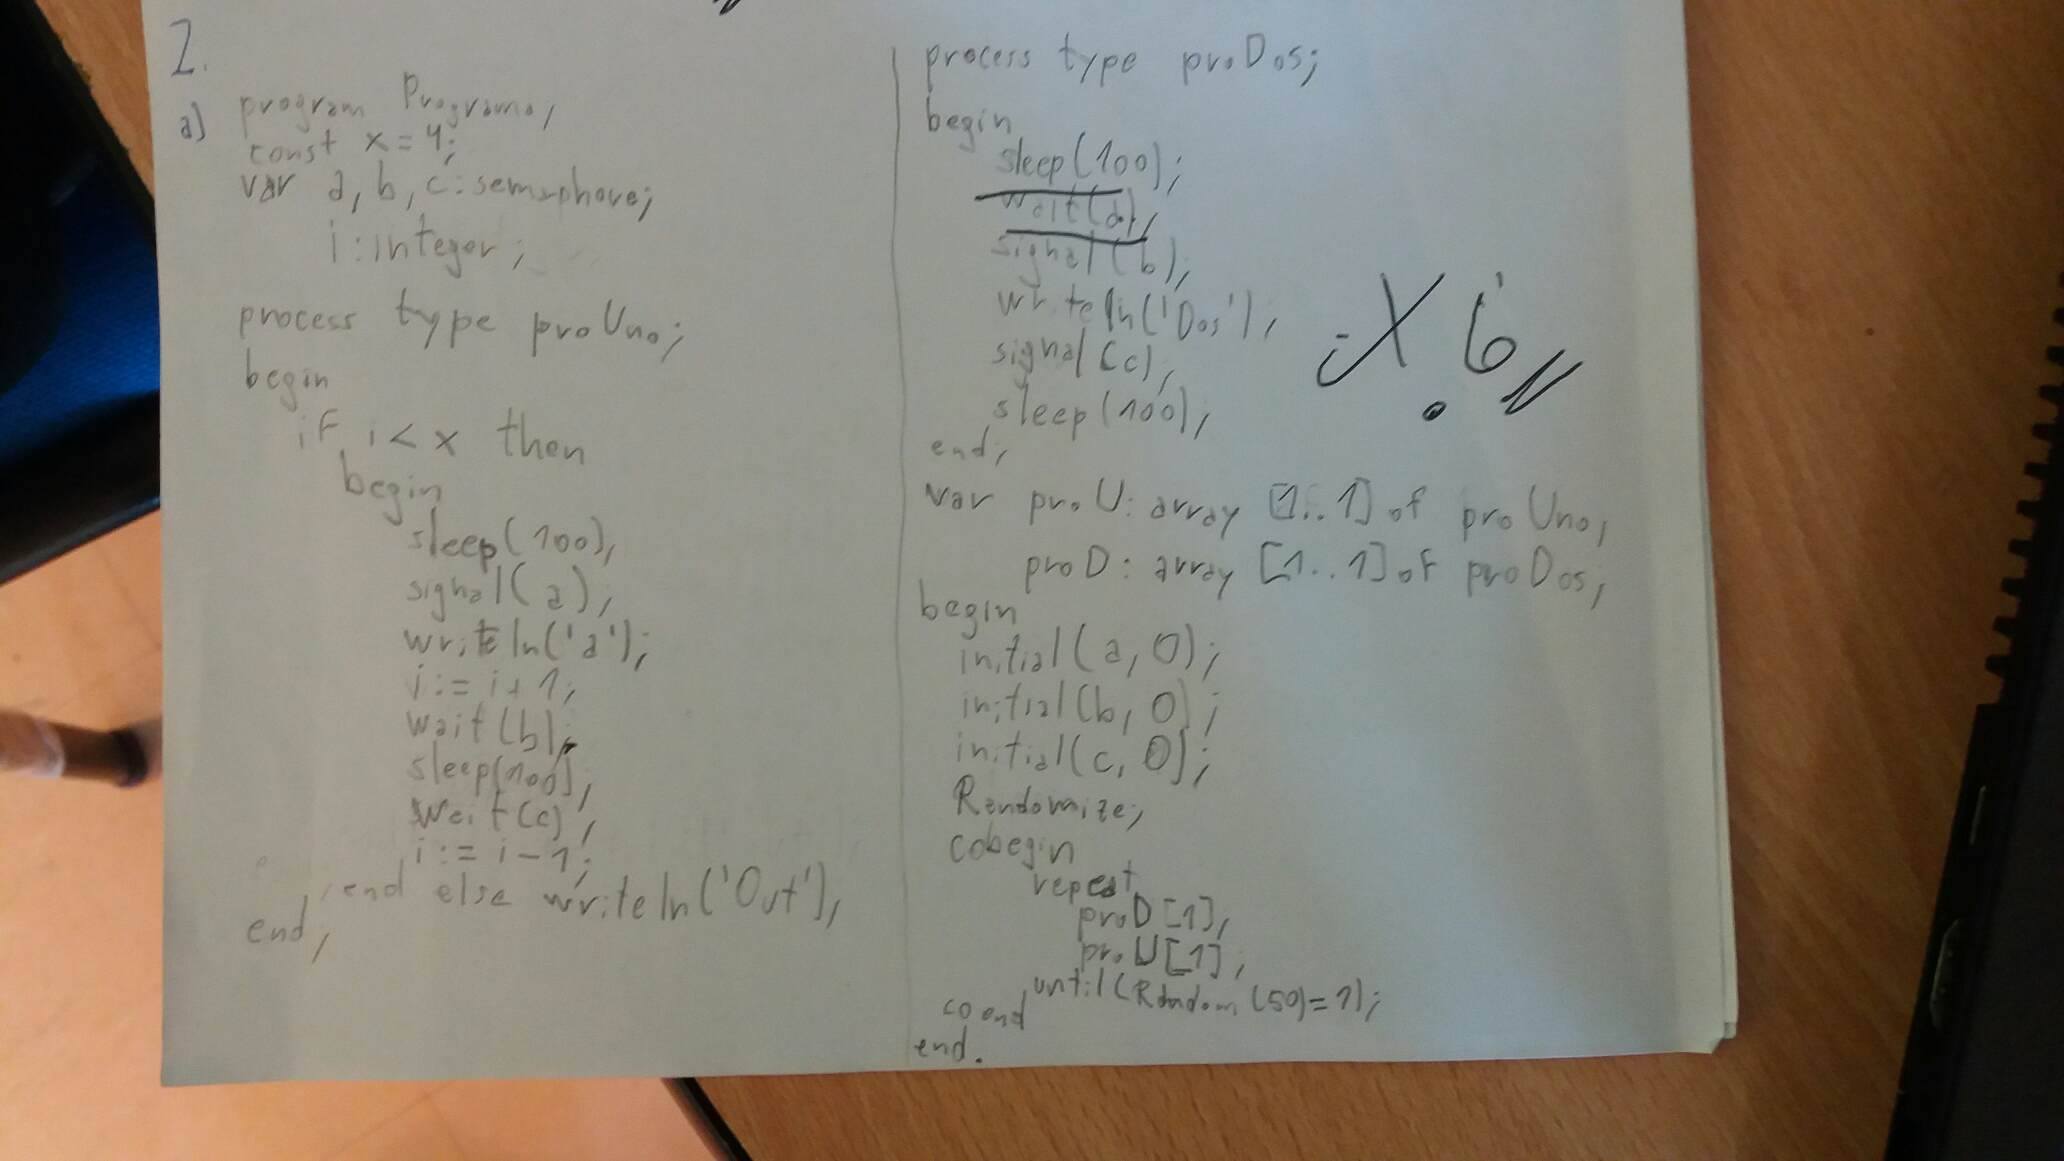 2.
a) program Programa,
const x = 4;
var a, b, c : semaphore;
i : integer;
process type proUno;
begin
if i < x then
begin
sleep(100),
signal(a),
writeln('a');
i := i + 1;
wait(b);
sleep(100),
wait(c),
i := i - 1;
end else writeln('Out'),
end,
process type proDos;
begin
sleep(100);
wait(a),
signal(b),
writeln('Dos'),
signal(c),
sleep(100),
end,
var proU: array [1..1] of proUno,
proD: array [1..1] of proDos;
begin
initial(a, 0);
initial(b, 0);
initial(c, 0);
Randomize,
cobegin
repeat
proD[1],
proU[1],
until(Random(50)=1);
coend
end.